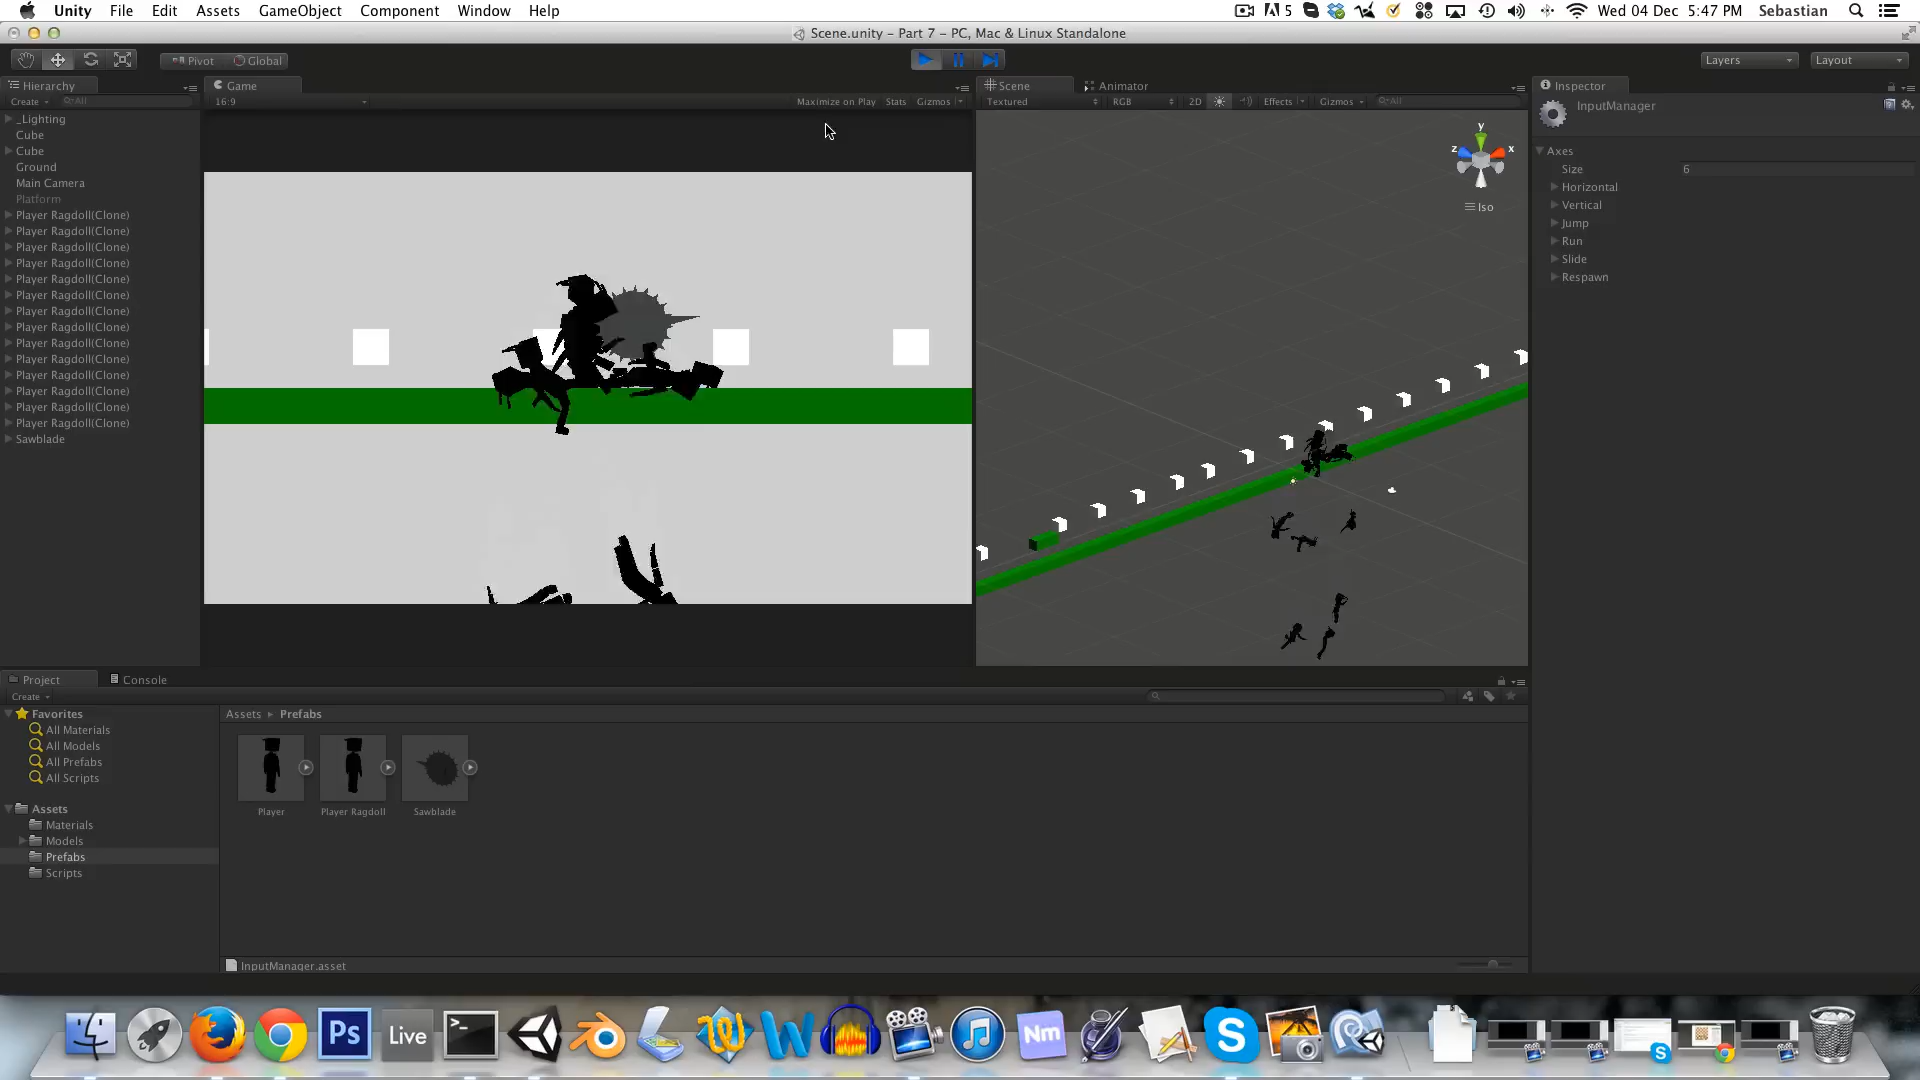 Unity File Edit Assets GameObject Component Window Help
5 Wed 04 Dec 5:47 PM Sebastian
Scene.unity - Part 7 - PC, Mac & Linux Standalone
Pivot Global Layers Layout
Hierarchy Game Scene Animator Inspector
Create All 16:9 Maximize on Play Stats Gizmos Textured RGB 2D Effects Gizmos All InputManager
_Lighting
Cube
Cube
Ground
Main Camera
Platform
Player Ragdoll(Clone)
Player Ragdoll(Clone)
Player Ragdoll(Clone)
Player Ragdoll(Clone)
Player Ragdoll(Clone)
Player Ragdoll(Clone)
Player Ragdoll(Clone)
Player Ragdoll(Clone)
Player Ragdoll(Clone)
Player Ragdoll(Clone)
Player Ragdoll(Clone)
Player Ragdoll(Clone)
Player Ragdoll(Clone)
Player Ragdoll(Clone)
Sawblade
y
z x
Iso
Axes
Size 6
Horizontal
Vertical
Jump
Run
Slide
Respawn
Project Console
Create
Favorites
All Materials
All Models
All Prefabs
All Scripts
Assets
Materials
Models
Prefabs
Scripts
Assets Prefabs
Player Player Ragdoll Sawblade
InputManager.asset
Ps Live W Nm S